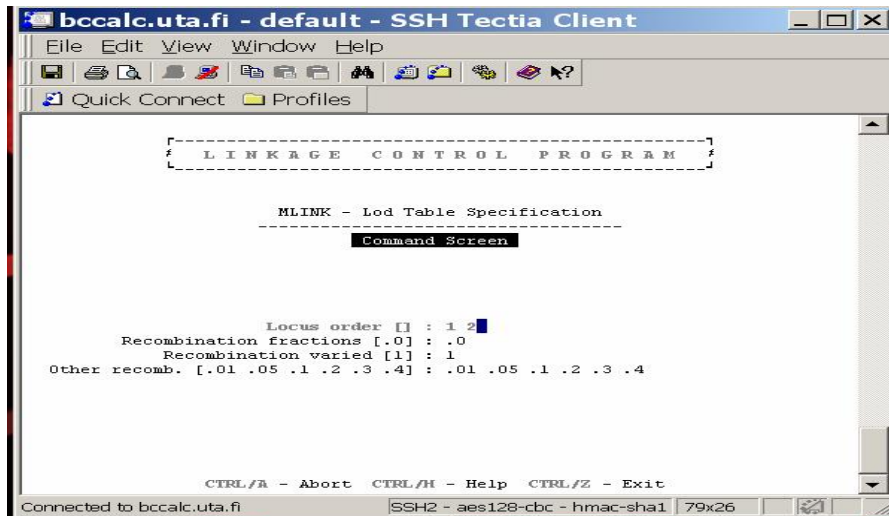 bccalc.uta.fi - default - SSH Tectia Client
File Edit View Window Help
Quick Connect Profiles
LINKAGE CONTROL PROGRAM
MLINK - Lod Table Specification
Command Screen
Locus order [] : 1 2
Recombination fractions [.0] : .0
Recombination varied [1] : 1
Other recomb. [.01 .05 .1 .2 .3 .4] : .01 .05 .1 .2 .3 .4
CTRL/A - Abort CTRL/H - Help CTRL/Z - Exit
Connected to bccalc.uta.fi SSH2 - aes128-cbc - hmac-sha1 79x26